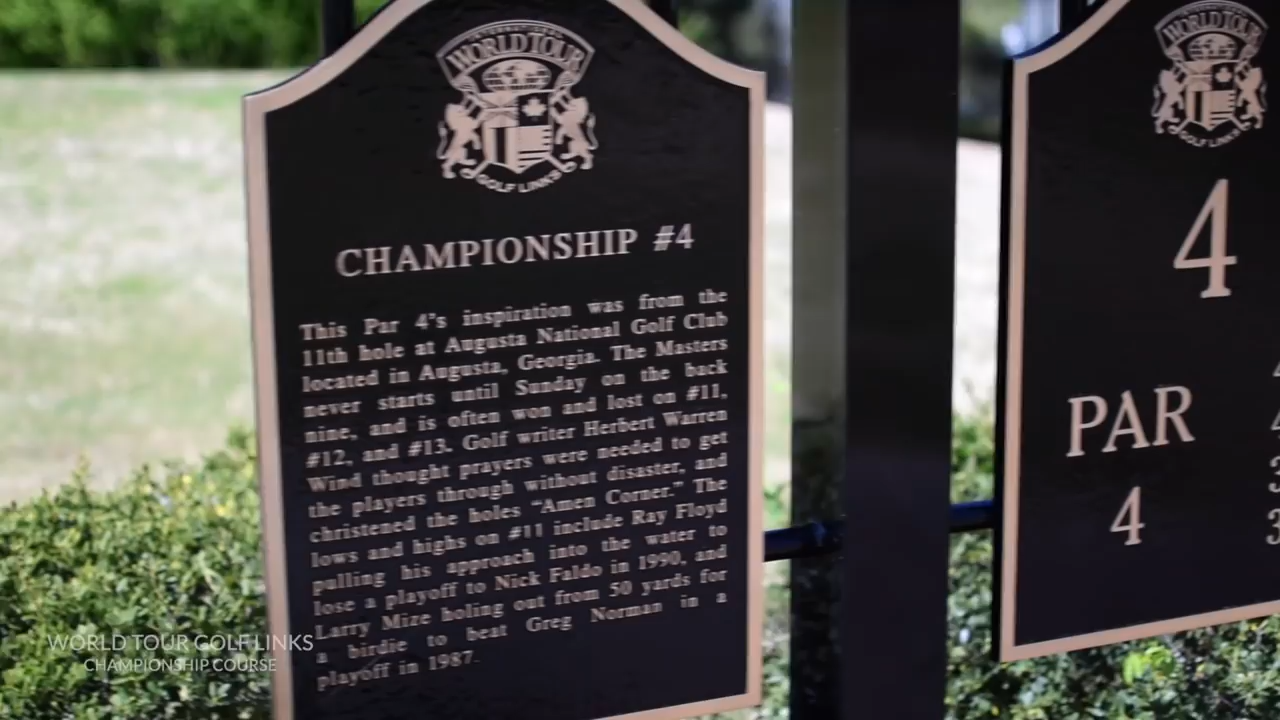 WORLD TOUR
GOLF LINKS
CHAMPIONSHIP #4
This Par 4's inspiration was from the
11th hole at Augusta National Golf Club
located in Augusta, Georgia. The Masters
never starts until Sunday on the back
nine, and is often won and lost on #11,
#12, and #13. Golf writer Herbert Warren
Wind thought prayers were needed to get
the players through without disaster, and
christened the holes “Amen Corner.” The
lows and highs on #11 include Ray Floyd
pulling his approach into the water to
lose a playoff to Nick Faldo in 1990, and
Larry Mize holing out from 50 yards for
a birdie to beat Greg Norman in a
playoff in 1987.
WORLD TOUR
GOLF LINKS
4
PAR
4
WORLD TOUR GOLF LINKS
CHAMPIONSHIP COURSE